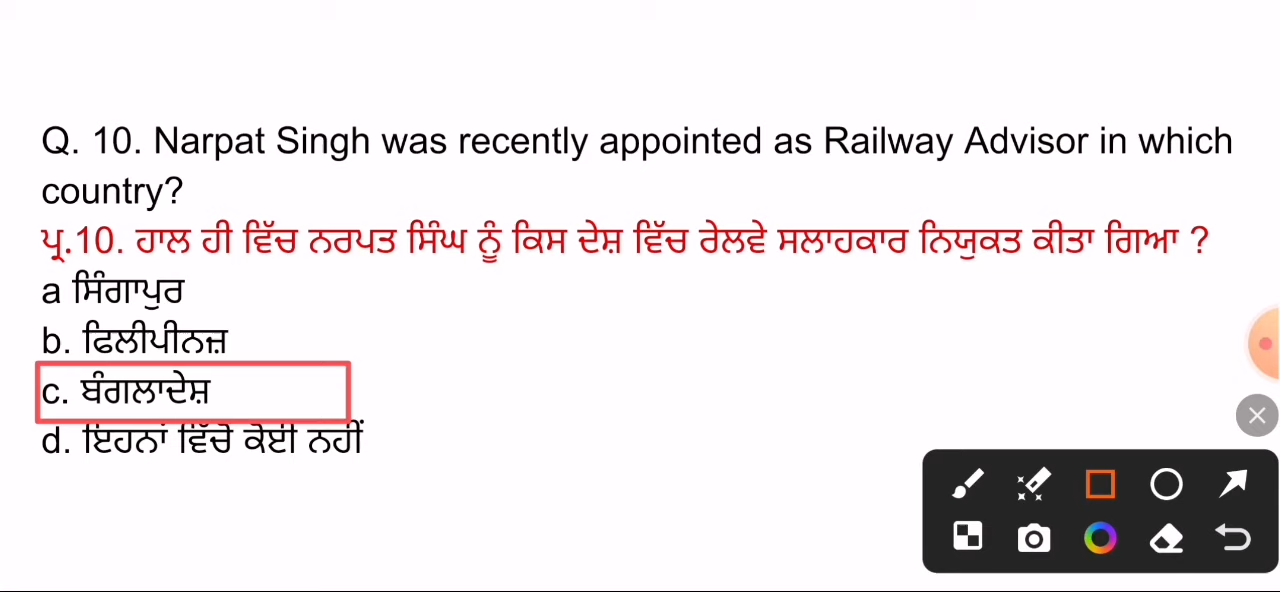 Q. 10. Narpat Singh was recently appointed as Railway Advisor in which
country?
ਪ੍ਰ.10. ਹਾਲ ਹੀ ਵਿੱਚ ਨਰਪਤ ਸਿੰਘ ਨੂੰ ਕਿਸ ਦੇਸ਼ ਵਿੱਚ ਰੇਲਵੇ ਸਲਾਹਕਾਰ ਨਿਯੁਕਤ ਕੀਤਾ ਗਿਆ ?
a ਸਿੰਗਾਪੁਰ
b. ਫਿਲੀਪੀਨਜ਼
c. ਬੰਗਲਾਦੇਸ਼
d. ਇਹਨਾਂ ਵਿੱਚੋਂ ਕੋਈ ਨਹੀਂ